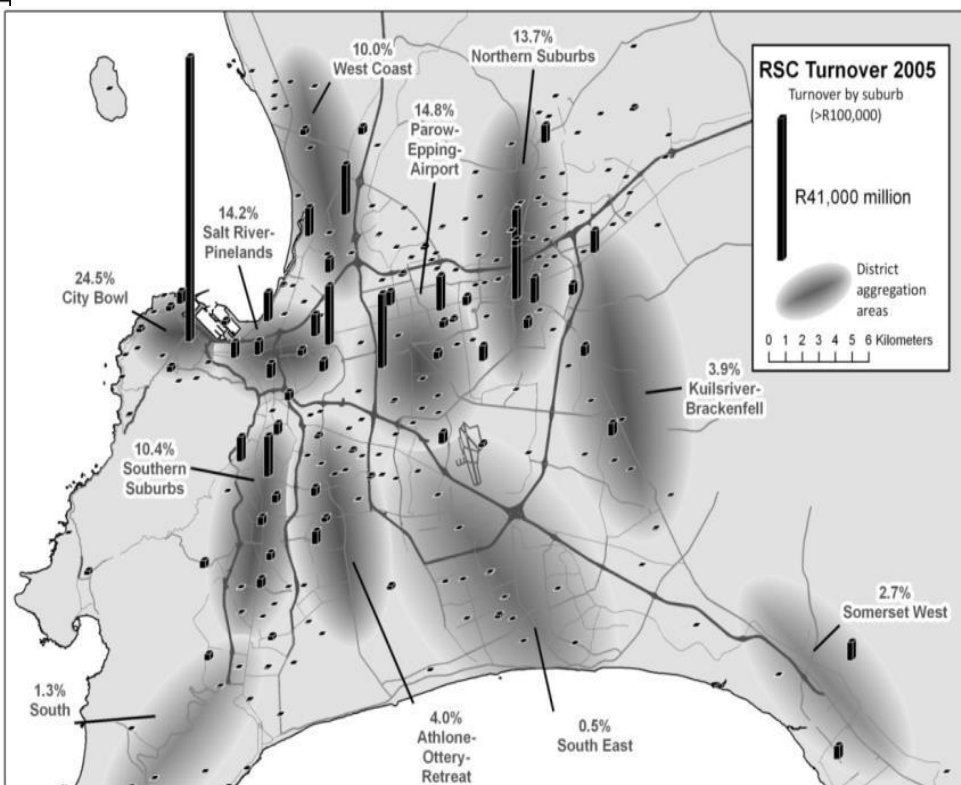 10.0%
West Coast
13.7%
Northern Suburbs
14.8%
Parow-
Epping-
Airport
14.2%
Salt River-
Pinelands
24.5%
City Bowl
3.9%
Kuilsriver-
Brackenfell
10.4%
Southern
Suburbs
2.7%
Somerset West
1.3%
South
4.0%
Athlone-
Ottery-
Retreat
0.5%
South East
RSC Turnover 2005
Turnover by suburb
(>R100,000)
R41,000 million
District
aggregation
areas
0 1 2 3 4 5 6 Kilometers